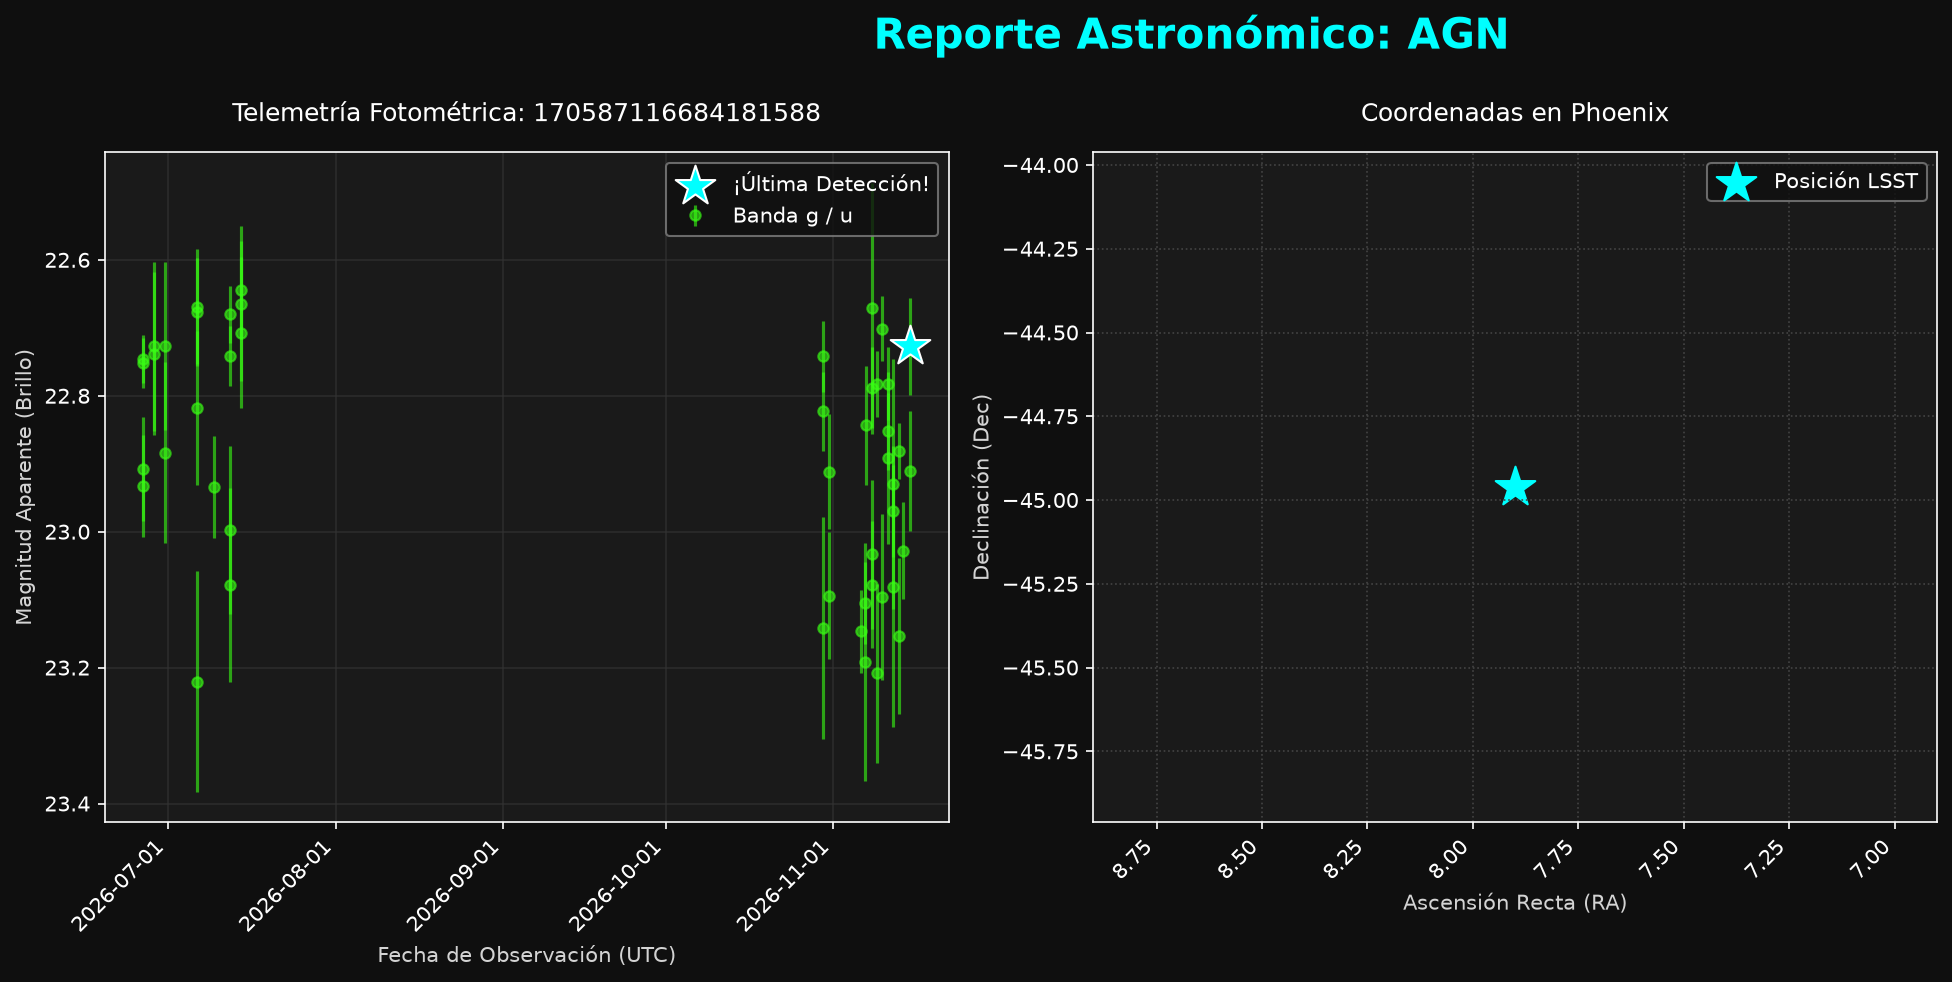 Reporte Astronómico: AGN
Telemetría Fotométrica: 170587116684181588
¡Última Detección!
Banda g / u
Magnitud Aparente (Brillo)
22.6
22.8
23.0
23.2
23.4
2026-07-01
2026-08-01
2026-09-01
2026-10-01
2026-11-01
Fecha de Observación (UTC)
Coordenadas en Phoenix
Posición LSST
Declinación (Dec)
−44.00
−44.25
−44.50
−44.75
−45.00
−45.25
−45.50
−45.75
8.75
8.50
8.25
8.00
7.75
7.50
7.25
7.00
Ascensión Recta (RA)